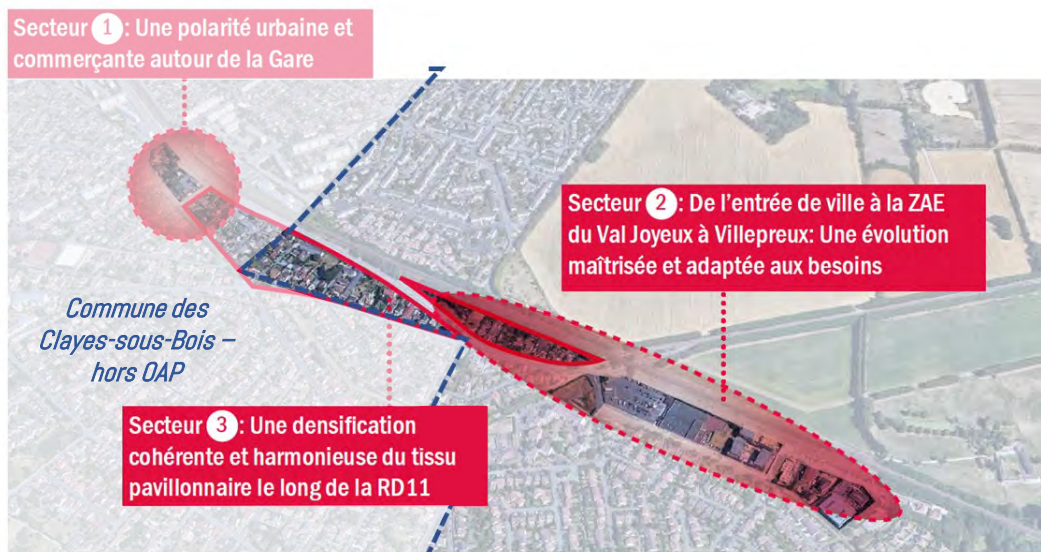 Secteur 1 : Une polarité urbaine et
commerçante autour de la Gare
Secteur 2 : De l'entrée de ville à la ZAE
du Val Joyeux à Villepreux: Une évolution
maîtrisée et adaptée aux besoins
Commune des
Clayes-sous-Bois –
hors OAP
Secteur 3 : Une densification
cohérente et harmonieuse du tissu
pavillonnaire le long de la RD11